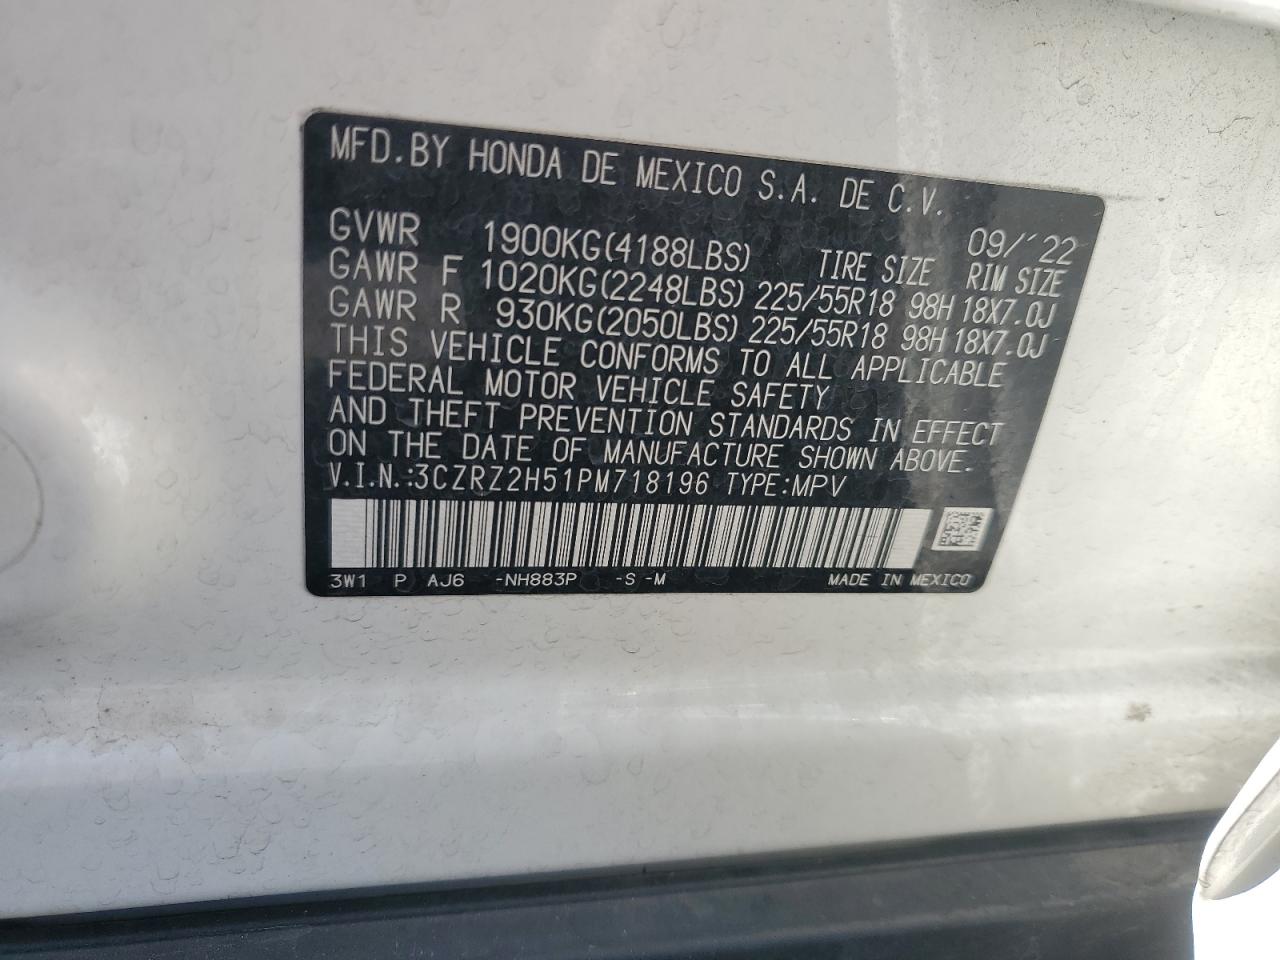 MFD.BY HONDA DE MEXICO S.A. DE C.V.
09/'22
GVWR 1900KG(4188LBS) TIRE SIZE RIM SIZE
GAWR F 1020KG(2248LBS) 225/55R18 98H 18X7.0J
GAWR R 930KG(2050LBS) 225/55R18 98H 18X7.0J
THIS VEHICLE CONFORMS TO ALL APPLICABLE
FEDERAL MOTOR VEHICLE SAFETY
AND THEFT PREVENTION STANDARDS IN EFFECT
ON THE DATE OF MANUFACTURE SHOWN ABOVE.
V.I.N.:3CZRZ2H51PM718196 TYPE:MPV
3W1 P AJ6 -NH883P -S -M MADE IN MEXICO